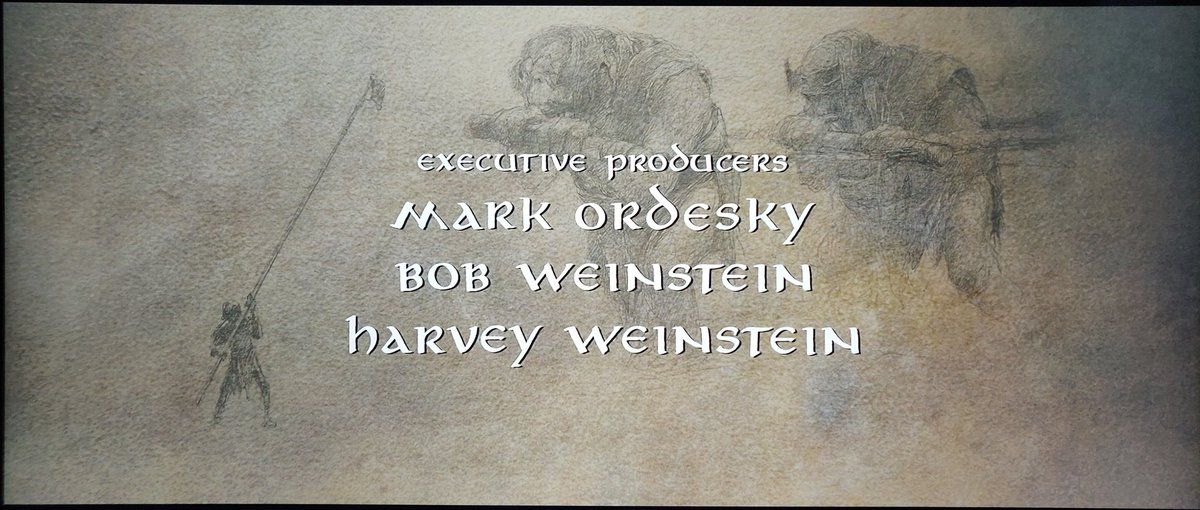 executive producers
mark ordesky
bob weinstein
harvey weinstein